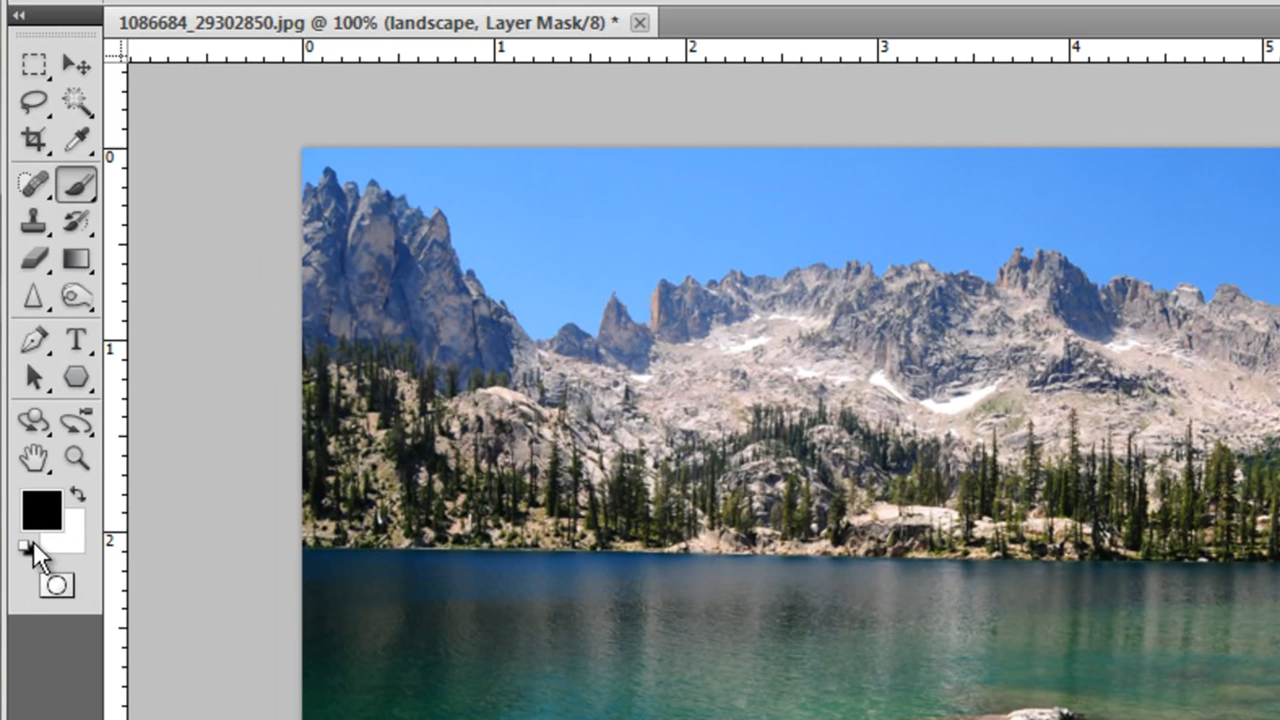 1086684_29302850.jpg @ 100% (landscape, Layer Mask/8) *
0 1 2 3 4 5
0
1
T
2